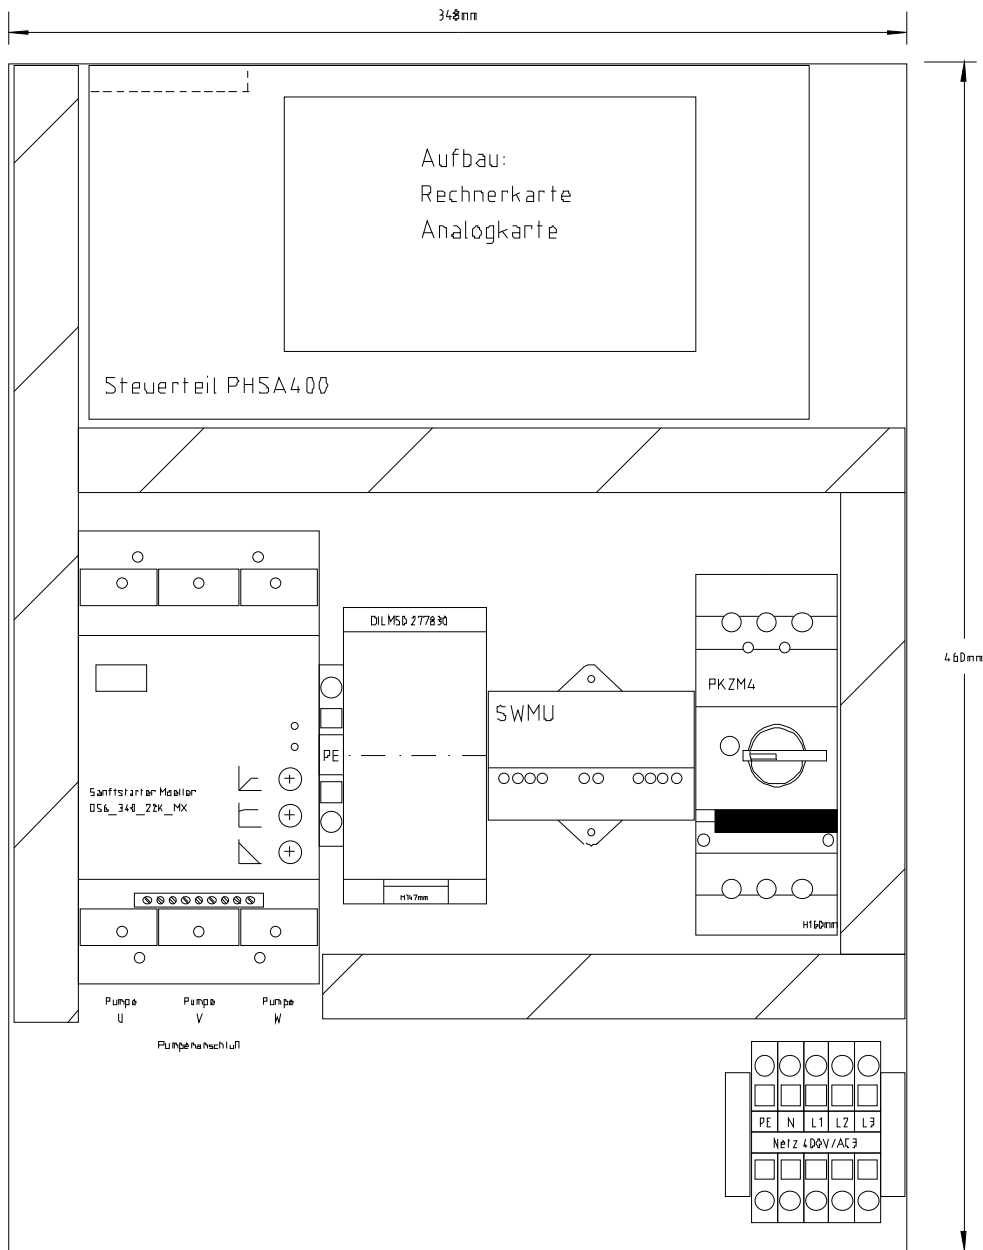 348mm
Aufbau:
Rechnerkarte
Analogkarte
Steuerteil PHSA400
460mm
DILM50 277830
PKZM4
SWMU
PE
Sanftstarter Moeller
DS6_340_22K_MX
H147mm
H160mm
Pumpe Pumpe Pumpe
U V W
Pumpenanschluß
PE N L1 L2 L3
Netz 400V/AC3